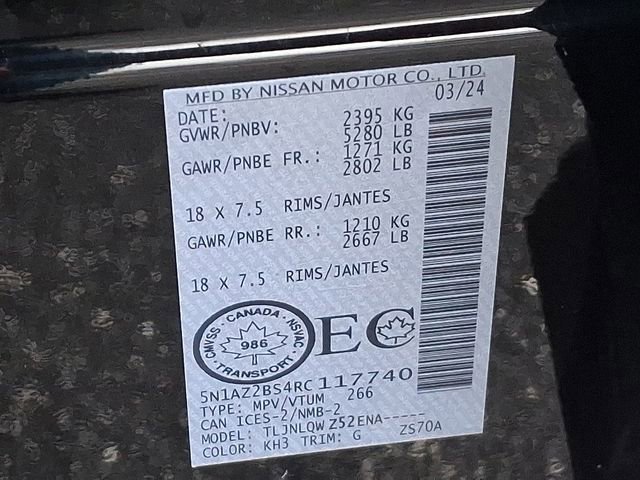 MFD BY NISSAN MOTOR CO., LTD.
DATE: 03/24
GVWR/PNBV: 2395 KG
5280 LB
GAWR/PNBE FR.: 1271 KG
2802 LB
18 X 7.5 RIMS/JANTES
GAWR/PNBE RR.: 1210 KG
2667 LB
18 X 7.5 RIMS/JANTES
CANADA
CMVSS · NSVAC
986
TRANSPORT
EC
5N1AZ2BS4RC117740
TYPE: MPV/VTUM 266
CAN ICES-2/NMB-2
MODEL: TLJNLQWZ52ENA-----
COLOR: KH3 TRIM: G ZS70A